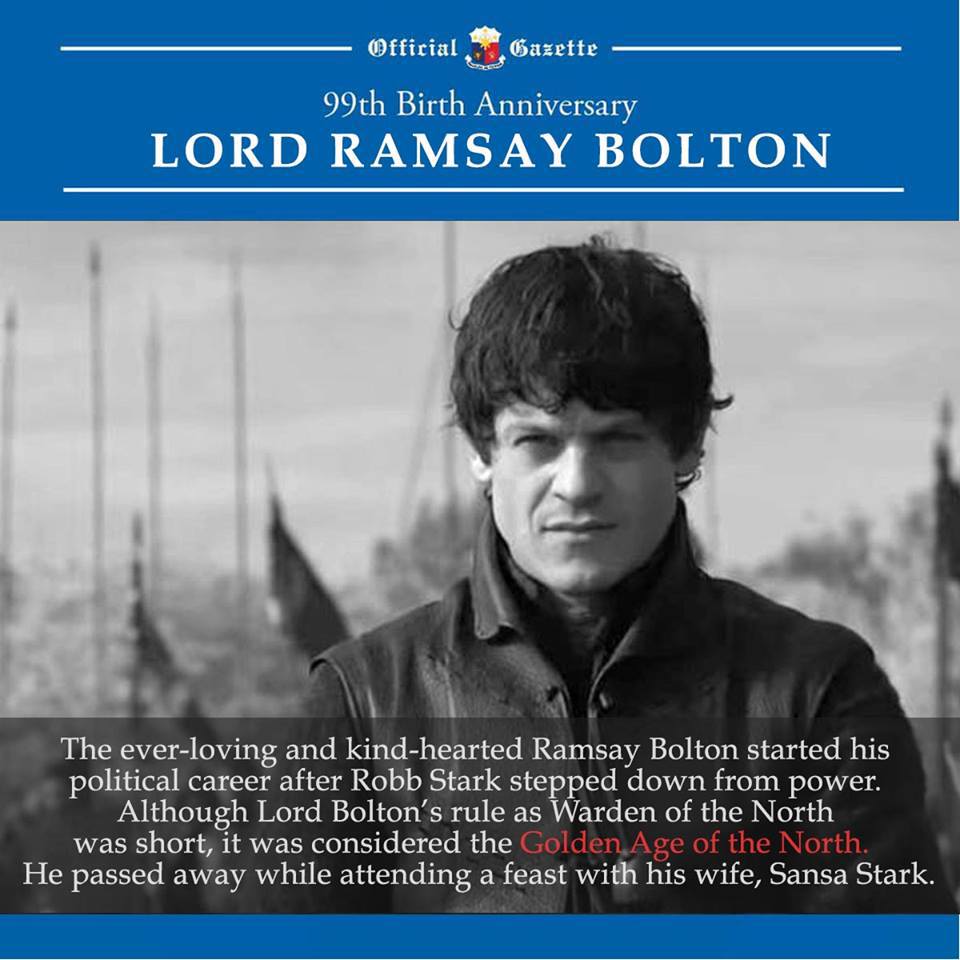 Official Gazette
99th Birth Anniversary
LORD RAMSAY BOLTON
The ever-loving and kind-hearted Ramsay Bolton started his
political career after Robb Stark stepped down from power.
Although Lord Bolton's rule as Warden of the North
was short, it was considered the Golden Age of the North.
He passed away while attending a feast with his wife, Sansa Stark.